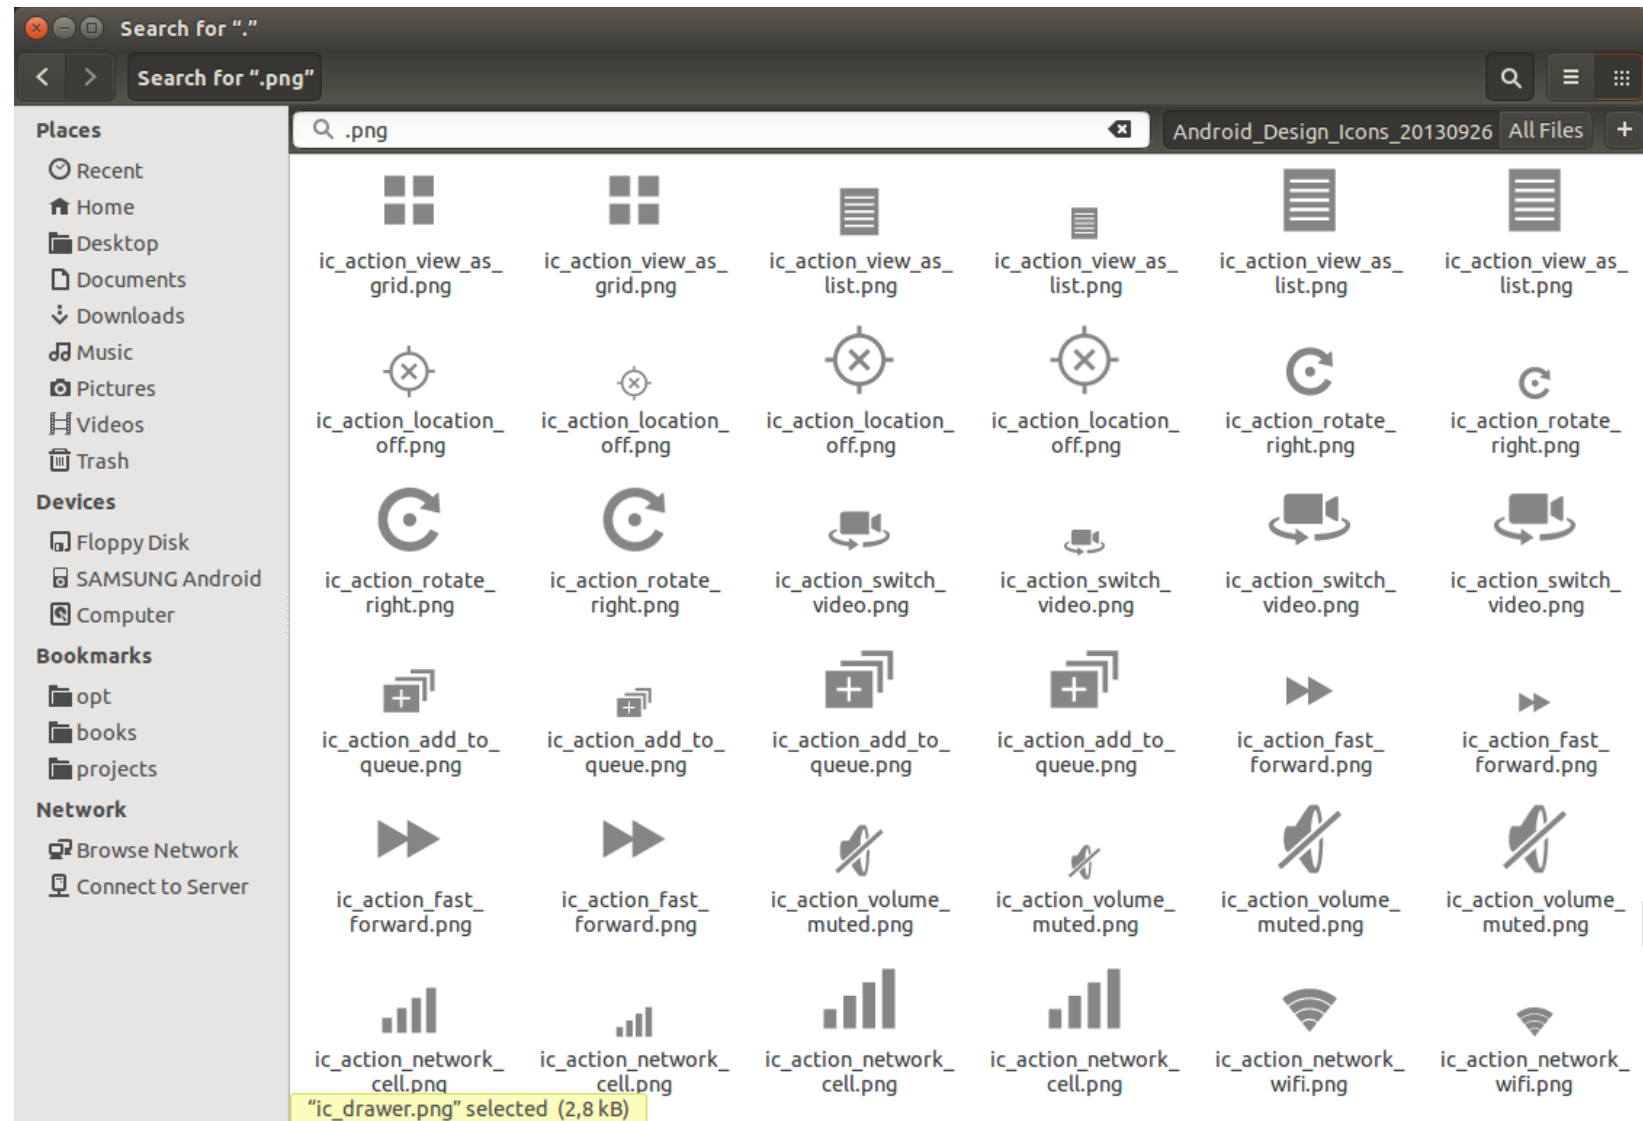 Search for “.”
Search for “.png”
.png
Android_Design_Icons_20130926 All Files
Places
Recent
Home
Desktop
Documents
Downloads
Music
Pictures
Videos
Trash
Devices
Floppy Disk
SAMSUNG Android
Computer
Bookmarks
opt
books
projects
Network
Browse Network
Connect to Server
ic_action_view_as_ ic_action_view_as_ ic_action_view_as_ ic_action_view_as_ ic_action_view_as_ ic_action_view_as_
grid.png grid.png list.png list.png list.png list.png
ic_action_location_ ic_action_location_ ic_action_location_ ic_action_location_ ic_action_rotate_ ic_action_rotate_
off.png off.png off.png off.png right.png right.png
ic_action_rotate_ ic_action_rotate_ ic_action_switch_ ic_action_switch_ ic_action_switch_ ic_action_switch_
right.png right.png video.png video.png video.png video.png
ic_action_add_to_ ic_action_add_to_ ic_action_add_to_ ic_action_add_to_ ic_action_fast_ ic_action_fast_
queue.png queue.png queue.png queue.png forward.png forward.png
ic_action_fast_ ic_action_fast_ ic_action_volume_ ic_action_volume_ ic_action_volume_ ic_action_volume_
forward.png forward.png muted.png muted.png muted.png muted.png
ic_action_network_ ic_action_network_ ic_action_network_ ic_action_network_ ic_action_network_ ic_action_network_
cell.png cell.png cell.png cell.png wifi.png wifi.png
“ic_drawer.png” selected (2,8 kB)